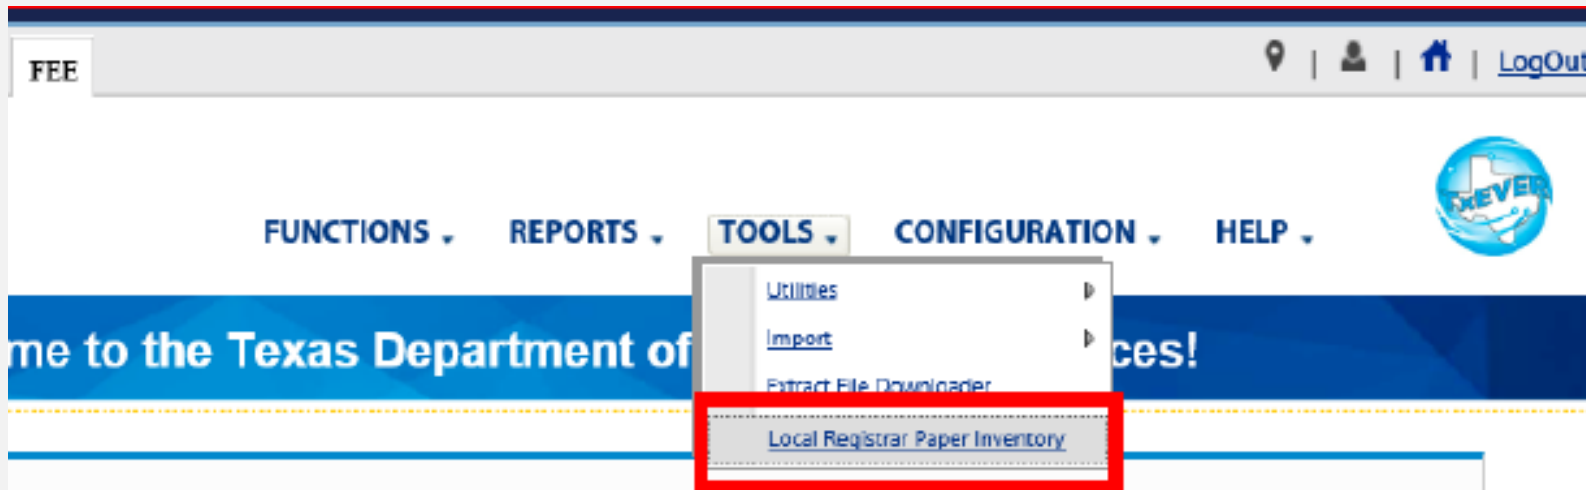 FEE
| | | LogOut
TxEVER
FUNCTIONS REPORTS TOOLS CONFIGURATION HELP
Utilities
Import
me to the Texas Department of ces!
Extract File Downloader
Local Registrar Paper Inventory